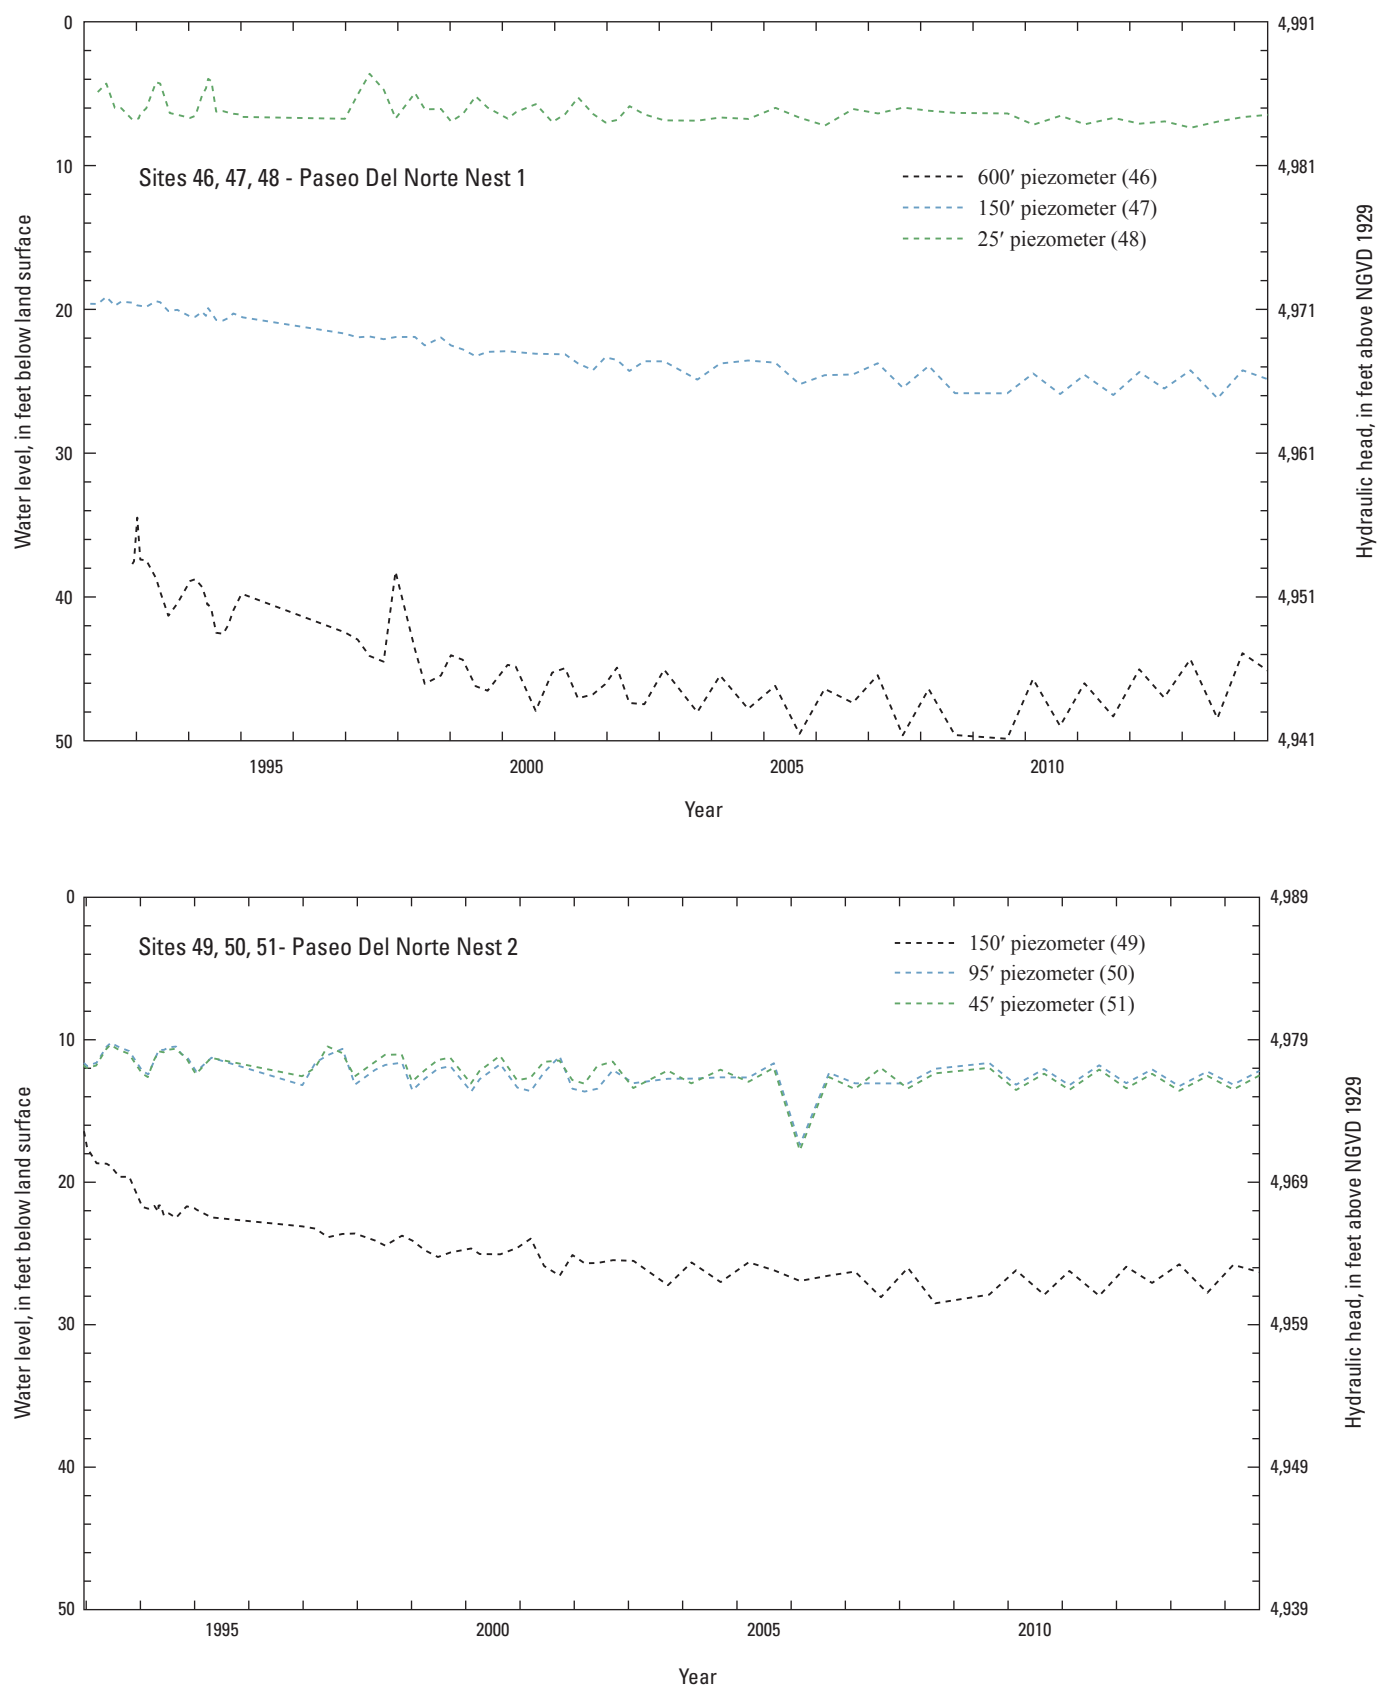 0
10
20
30
40
50
Water level, in feet below land surface
Sites 46, 47, 48 - Paseo Del Norte Nest 1
600′ piezometer (46)
150′ piezometer (47)
25′ piezometer (48)
4,991
4,981
4,971
4,961
4,951
4,941
Hydraulic head, in feet above NGVD 1929
1995 2000 2005 2010
Year
0
10
20
30
40
50
Water level, in feet below land surface
Sites 49, 50, 51- Paseo Del Norte Nest 2
150′ piezometer (49)
95′ piezometer (50)
45′ piezometer (51)
4,989
4,979
4,969
4,959
4,949
4,939
Hydraulic head, in feet above NGVD 1929
1995 2000 2005 2010
Year